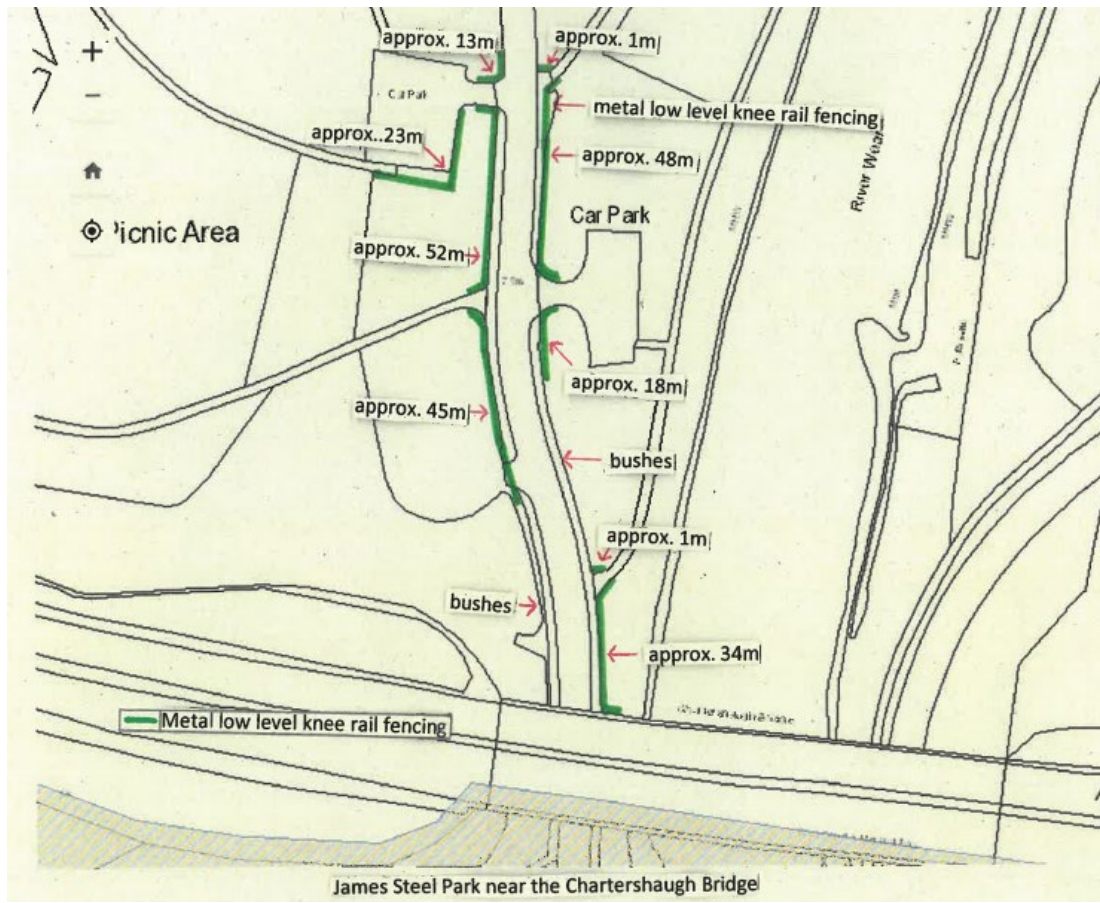 approx. 13m
approx. 1m
+
−
Car Park
metal low level knee rail fencing
approx..23m
approx. 48m
River Wear
Car Park
Picnic Area
approx. 52m
approx. 18m
approx. 45m
bushes
approx. 1m
bushes
approx. 34m
Metal low level knee rail fencing
James Steel Park near the Chartershaugh Bridge